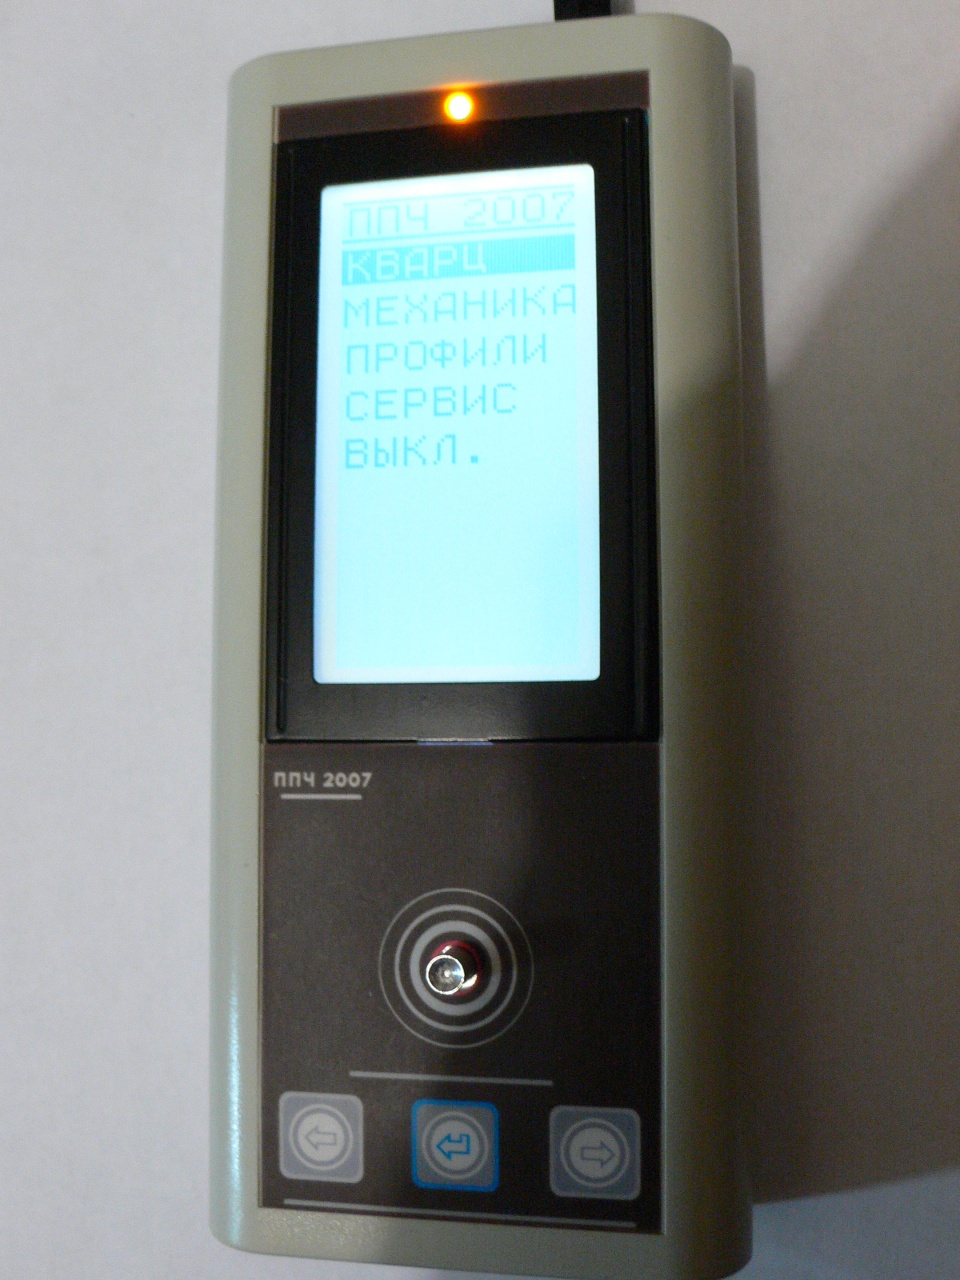 ППЧ 2007
КВАРЦ
МЕХАНИКА
ПРОФИЛИ
СЕРВИС
ВЫКЛ.
ППЧ 2007